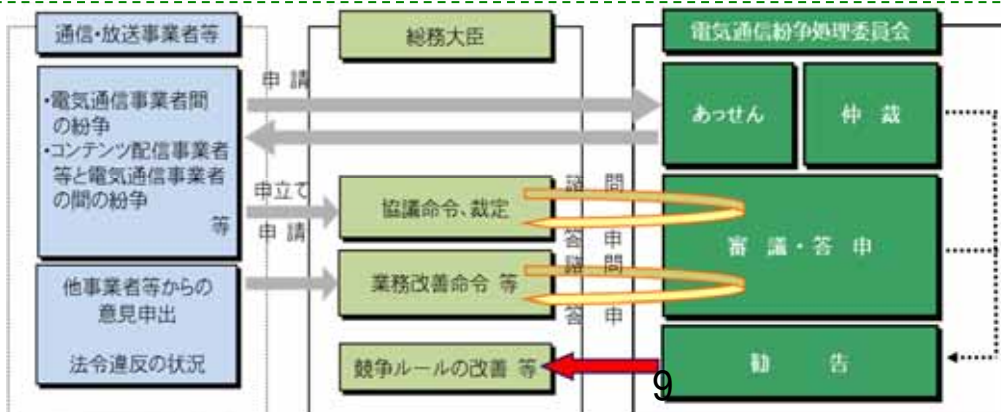 通信・放送事業者等
総務大臣
電気通信紛争処理委員会
申 請
・電気通信事業者間
の紛争
・コンテンツ配信事業者
等と電気通信事業者
の間の紛争
等
あっせん
仲 裁
申立て
申 請
協議命令、裁定
諮 問
答 申
審 議・答 申
他事業者等からの
意見申出
法令違反の状況
業務改善命令 等
諮 問
答 申
競争ルールの改善 等
勧 告
9